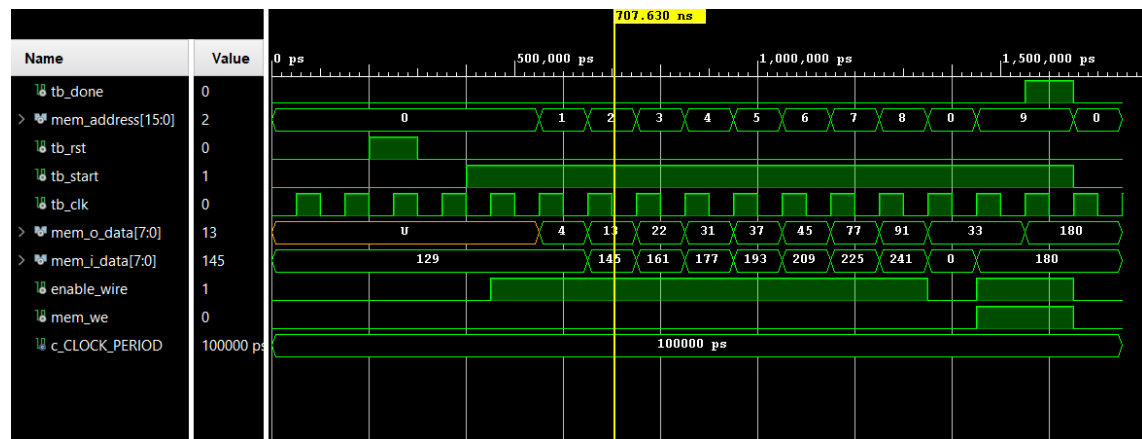 707.630 ns
Name Value 0 ps 500,000 ps 1,000,000 ps 1,500,000 ps
tb_done 0
mem_address[15:0] 2 0 1 2 3 4 5 6 7 8 0 9 0
tb_rst 0
tb_start 1
tb_clk 0
mem_o_data[7:0] 13 U 4 13 22 31 37 45 77 91 33 180
mem_i_data[7:0] 145 129 145 161 177 193 209 225 241 0 180
enable_wire 1
mem_we 0
c_CLOCK_PERIOD 100000 ps 100000 ps